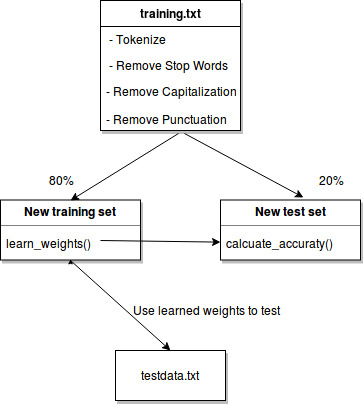 training.txt
- Tokenize
- Remove Stop Words
- Remove Capitalization
- Remove Punctuation
80%
20%
New training set
New test set
learn_weights()
calcuate_accuraty()
Use learned weights to test
testdata.txt